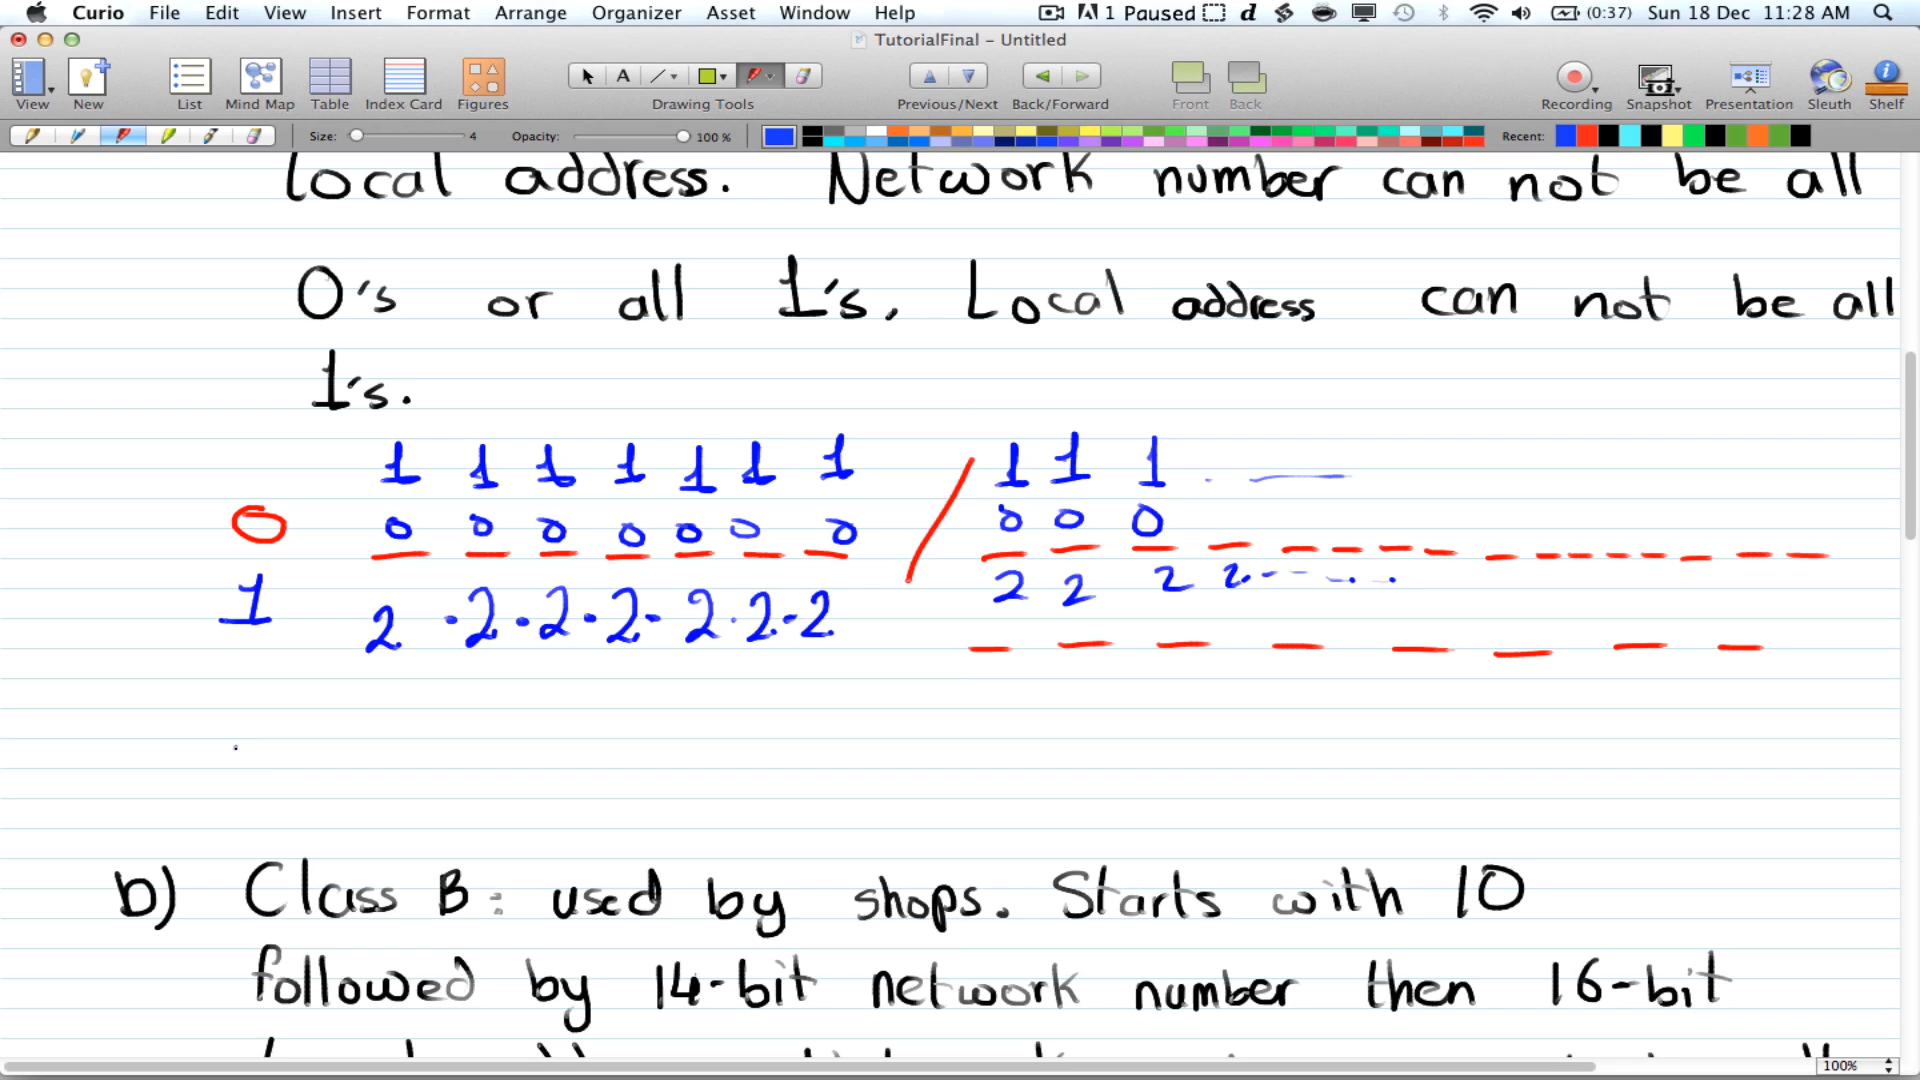 Curio File Edit View Insert Format Arrange Organizer Asset Window Help 1 Paused (0:37) Sun 18 Dec 11:28 AM
TutorialFinal – Untitled
View New List Mind Map Table Index Card Figures Drawing Tools Previous/Next Back/Forward Front Back Recording Snapshot Presentation Sleuth Shelf
Size: 4 Opacity: 100 % Recent:
Local address. Network number can not be all
0's or all 1's. Local address can not be all
1's.
1 1 1 1 1 1 1 / 1 1 1 . —
0 0 0 0 0 0 0 0 0 0 0
1 2 · 2 · 2 · 2 · 2 · 2 · 2 2 2 2 2 . . . .
b) Class B: used by shops. Starts with 10
followed by 14-bit network number then 16-bit
100%